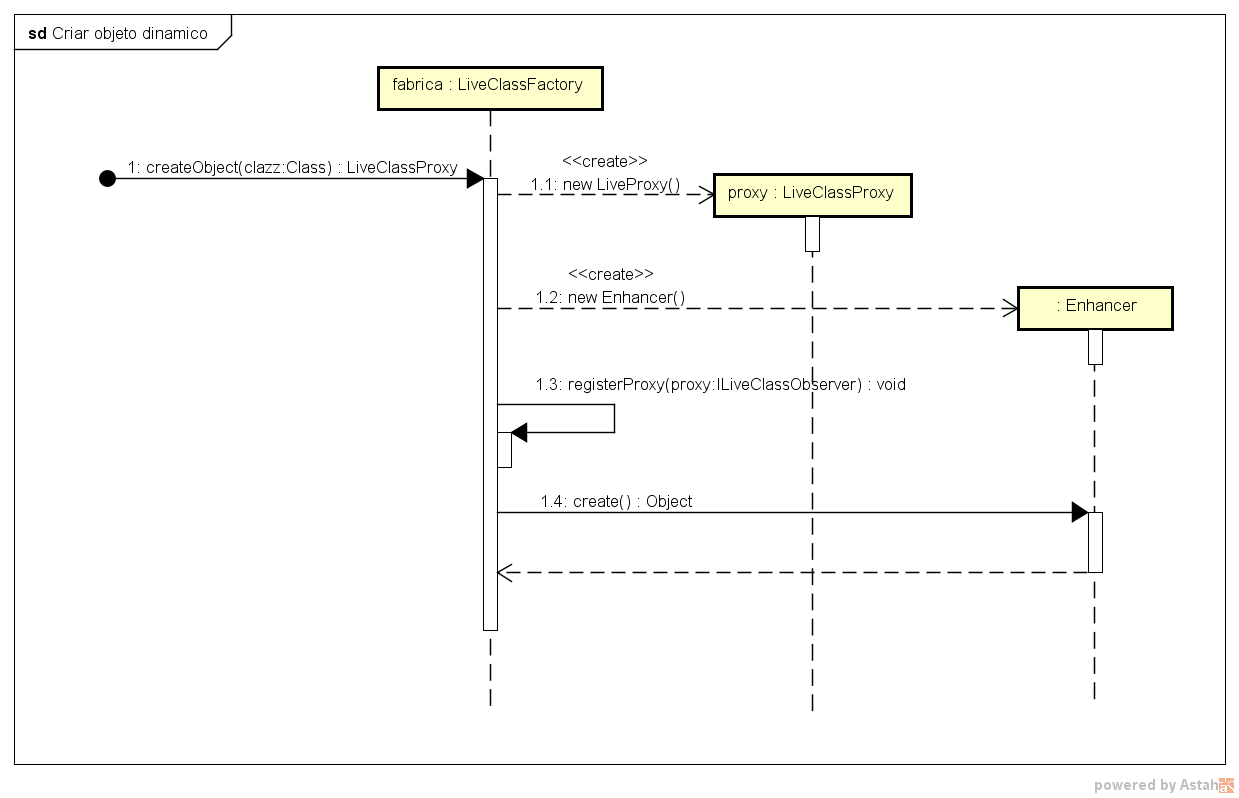 sd Criar objeto dinamico
fabrica : LiveClassFactory
1: createObject(clazz:Class) : LiveClassProxy
<<create>>
1.1: new LiveProxy()
proxy : LiveClassProxy
<<create>>
1.2: new Enhancer()
: Enhancer
1.3: registerProxy(proxy:ILiveClassObserver) : void
1.4: create() : Object
powered by Astah